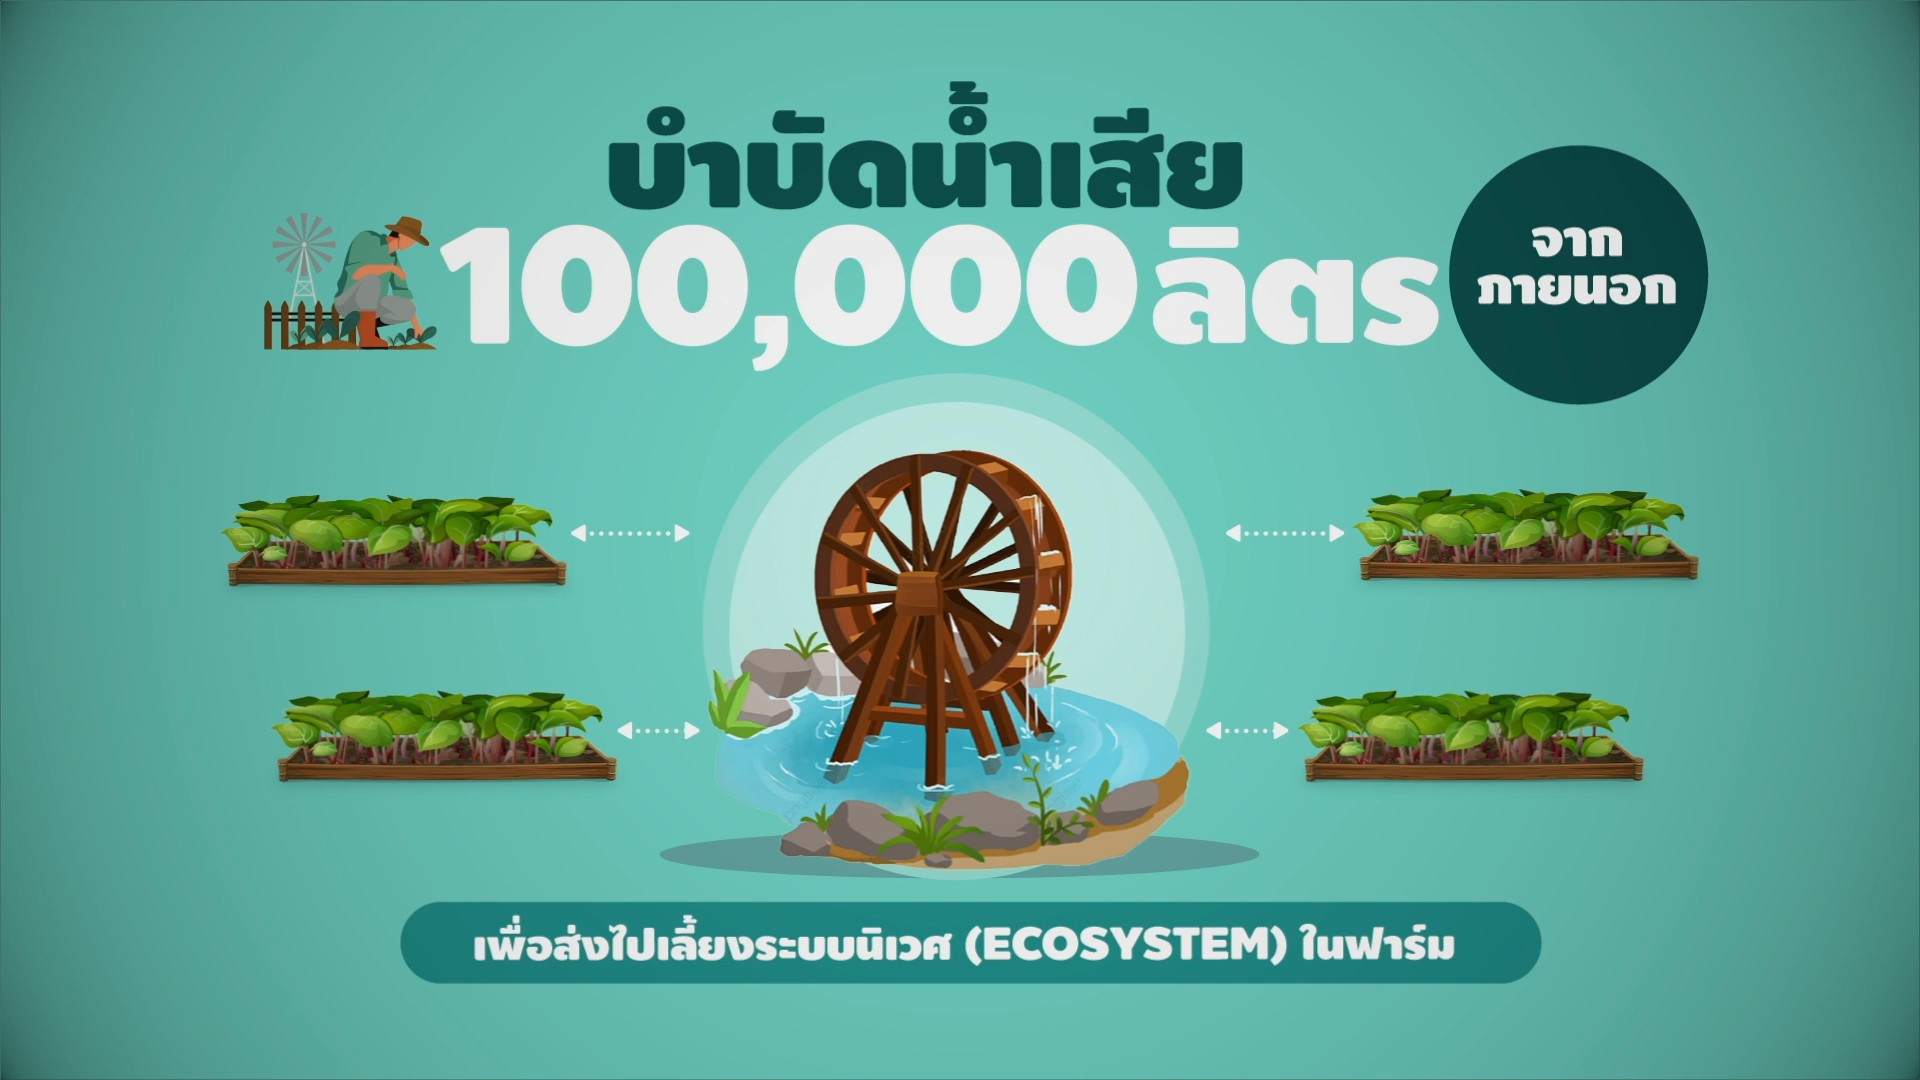 บำบัดน้ำเสีย
100,000 ลิตร
จาก
ภายนอก
เพื่อส่งไปเลี้ยงระบบนิเวศ (ECOSYSTEM) ในฟาร์ม